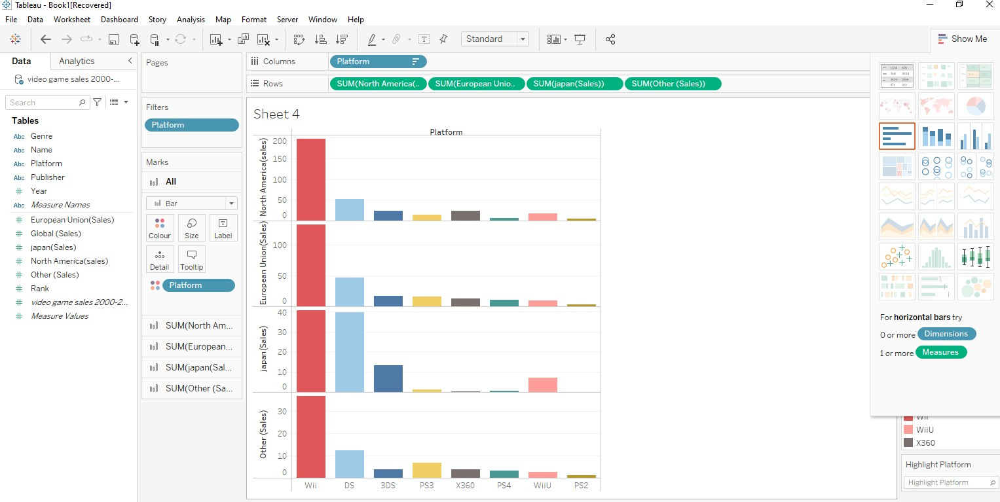 Tableau - Book1[Recovered]
File Data Worksheet Dashboard Story Analysis Map Format Server Window Help
Standard
Show Me
Data Analytics
video game sales 2000-...
Search
Tables
Abc Genre
Abc Name
Abc Platform
Abc Publisher
# Year
Abc Measure Names
# European Union(Sales)
# Global (Sales)
# japan(Sales)
# North America(sales)
# Other (Sales)
# Rank
# video game sales 2000-2...
# Measure Values
Pages
Filters
Platform
Marks
All
Bar
Colour Size Label
Detail Tooltip
Platform
SUM(North Am...
SUM(European...
SUM(japan(Sal...
SUM(Other (Sa...
Columns Platform
Rows SUM(North America(.. SUM(European Unio.. SUM(japan(Sales)) SUM(Other (Sales))
Sheet 4
Platform
North America(sales)
200
150
100
50
0
European Union(Sales)
100
50
0
japan(Sales)
40
30
20
10
0
Other (Sales)
30
20
10
0
Wii DS 3DS PS3 X360 PS4 WiiU PS2
For horizontal bars try
0 or more Dimensions
1 or more Measures
Wii
WiiU
X360
Highlight Platform
Highlight Platform